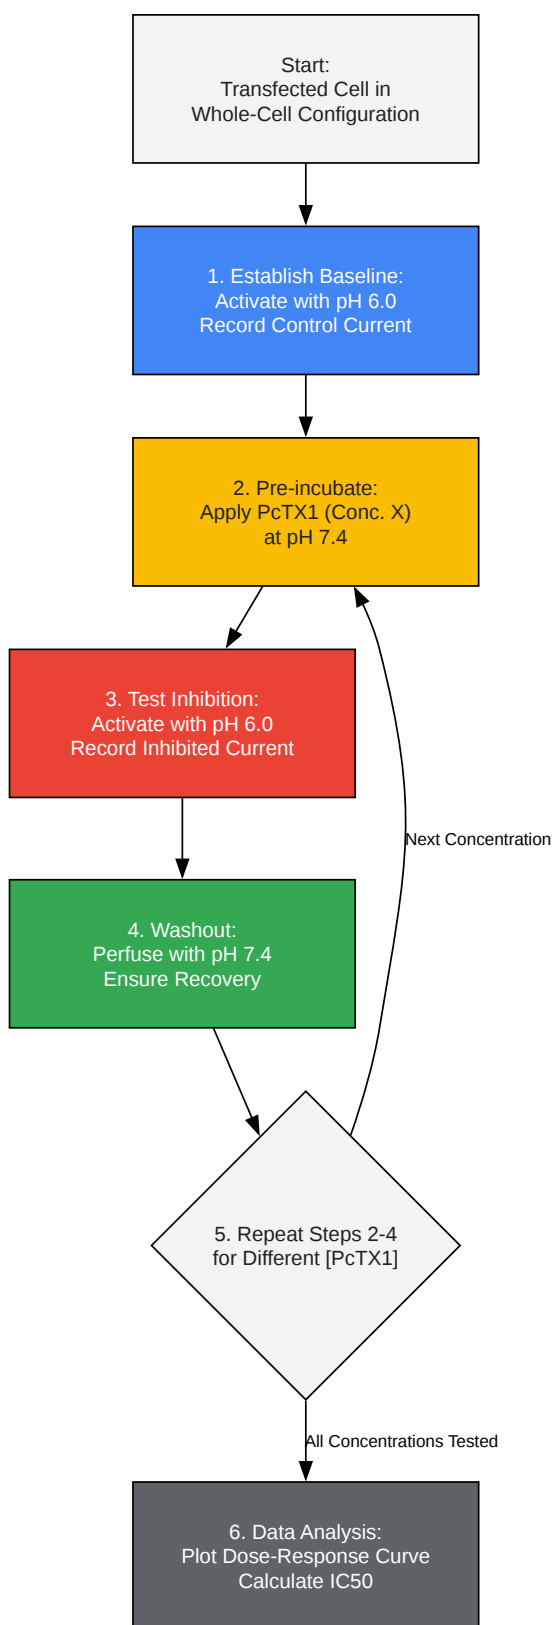 Start:
Transfected Cell in
Whole-Cell Configuration
1. Establish Baseline:
Activate with pH 6.0
Record Control Current
2. Pre-incubate:
Apply PcTX1 (Conc. X)
at pH 7.4
3. Test Inhibition:
Activate with pH 6.0
Record Inhibited Current
Next Concentration
4. Washout:
Perfuse with pH 7.4
Ensure Recovery
5. Repeat Steps 2-4
for Different [PcTX1]
All Concentrations Tested
6. Data Analysis:
Plot Dose-Response Curve
Calculate IC50